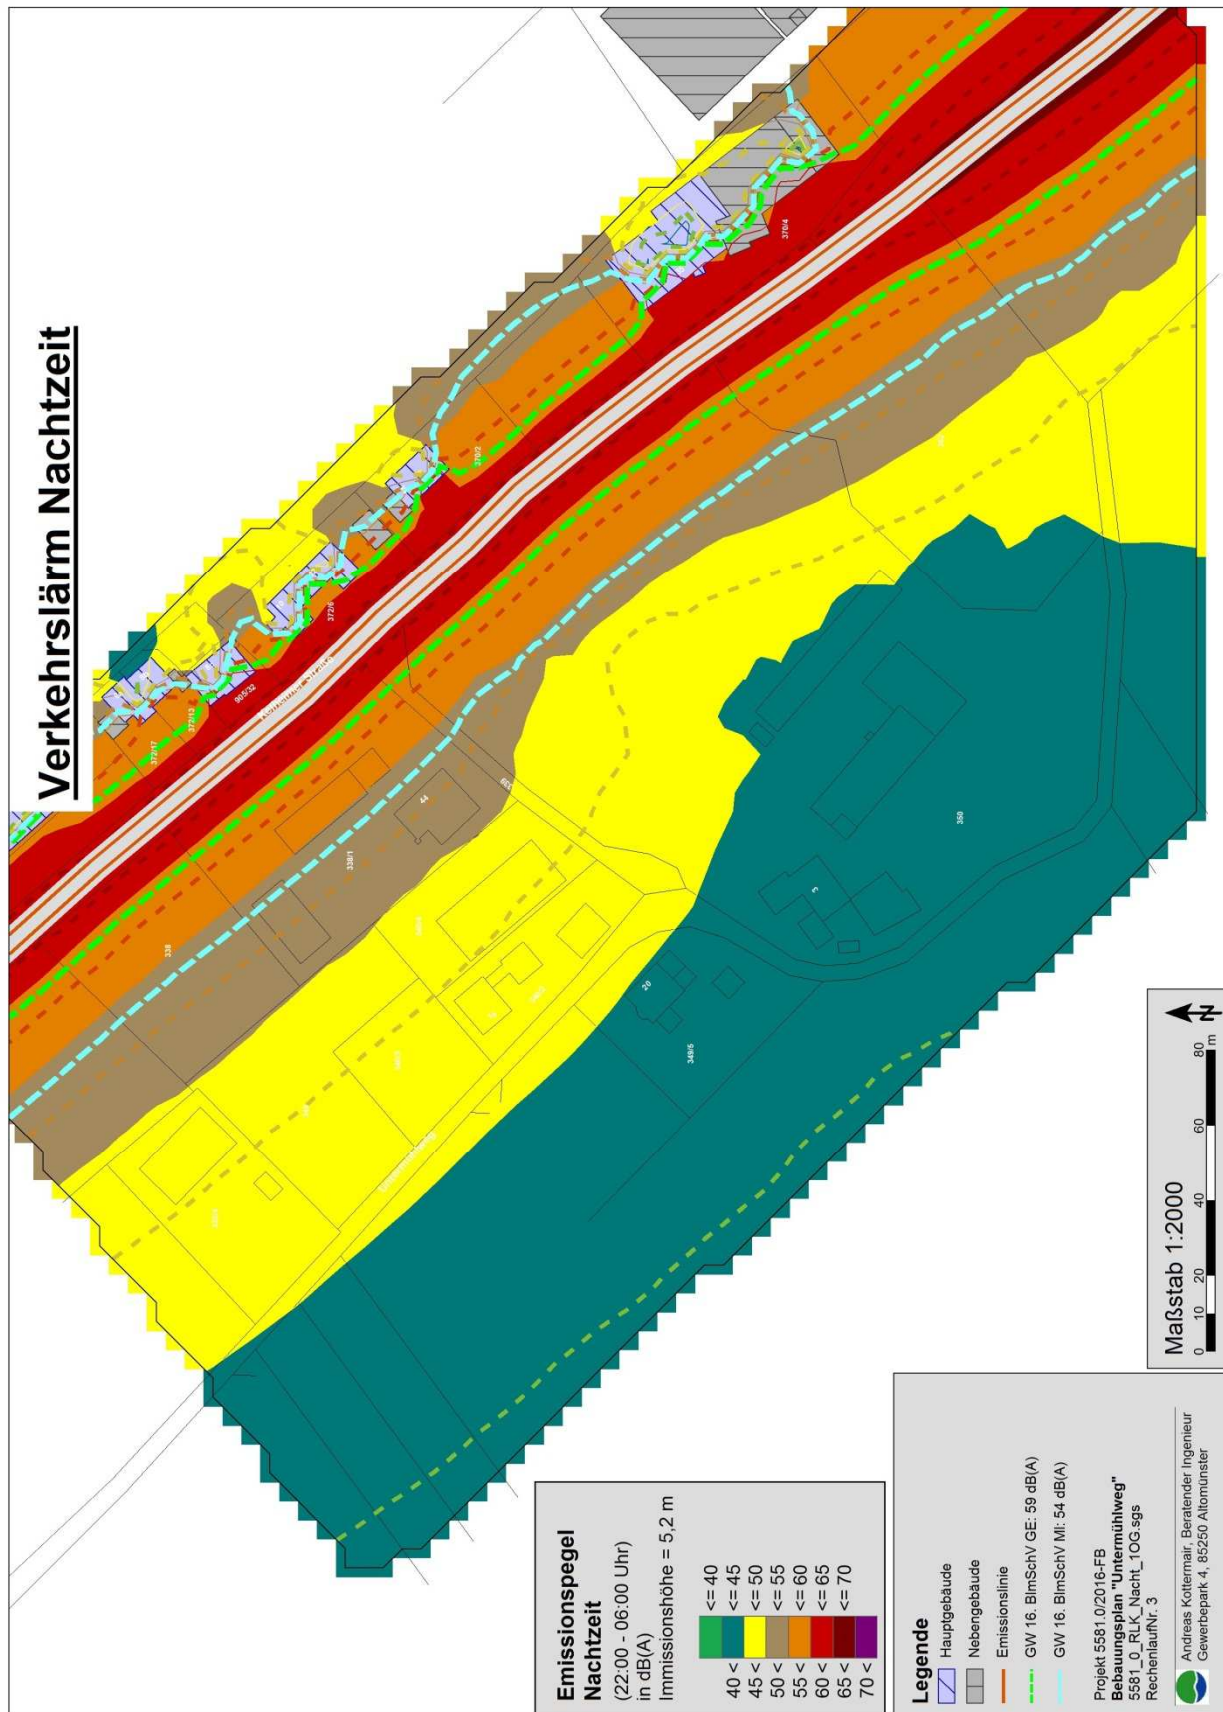 Verkehrslärm Nachtzeit
372/17
372/12
905/32
372/6
370/2
370/4
338
338/1
44
339
350
3
20
349/5
Emissionspegel
Nachtzeit
(22:00 - 06:00 Uhr)
in dB(A)
Immissionshöhe = 5,2 m
<= 40
40 < <= 45
45 < <= 50
50 < <= 55
55 < <= 60
60 < <= 65
65 < <= 70
70 <
Legende
Hauptgebäude
Nebengebäude
Emissionslinie
GW 16. BImSchV GE: 59 dB(A)
GW 16. BImSchV MI: 54 dB(A)
Projekt 5581.0/2016-FB
Bebauungsplan "Untermühlweg"
5581_0_RLK_Nacht_1OG.sgs
RechenlaufNr. 3
Andreas Kottermair, Beratender Ingenieur
Gewerbepark 4, 85250 Altomünster
Maßstab 1:2000
0 10 20 40 60 80
m
N